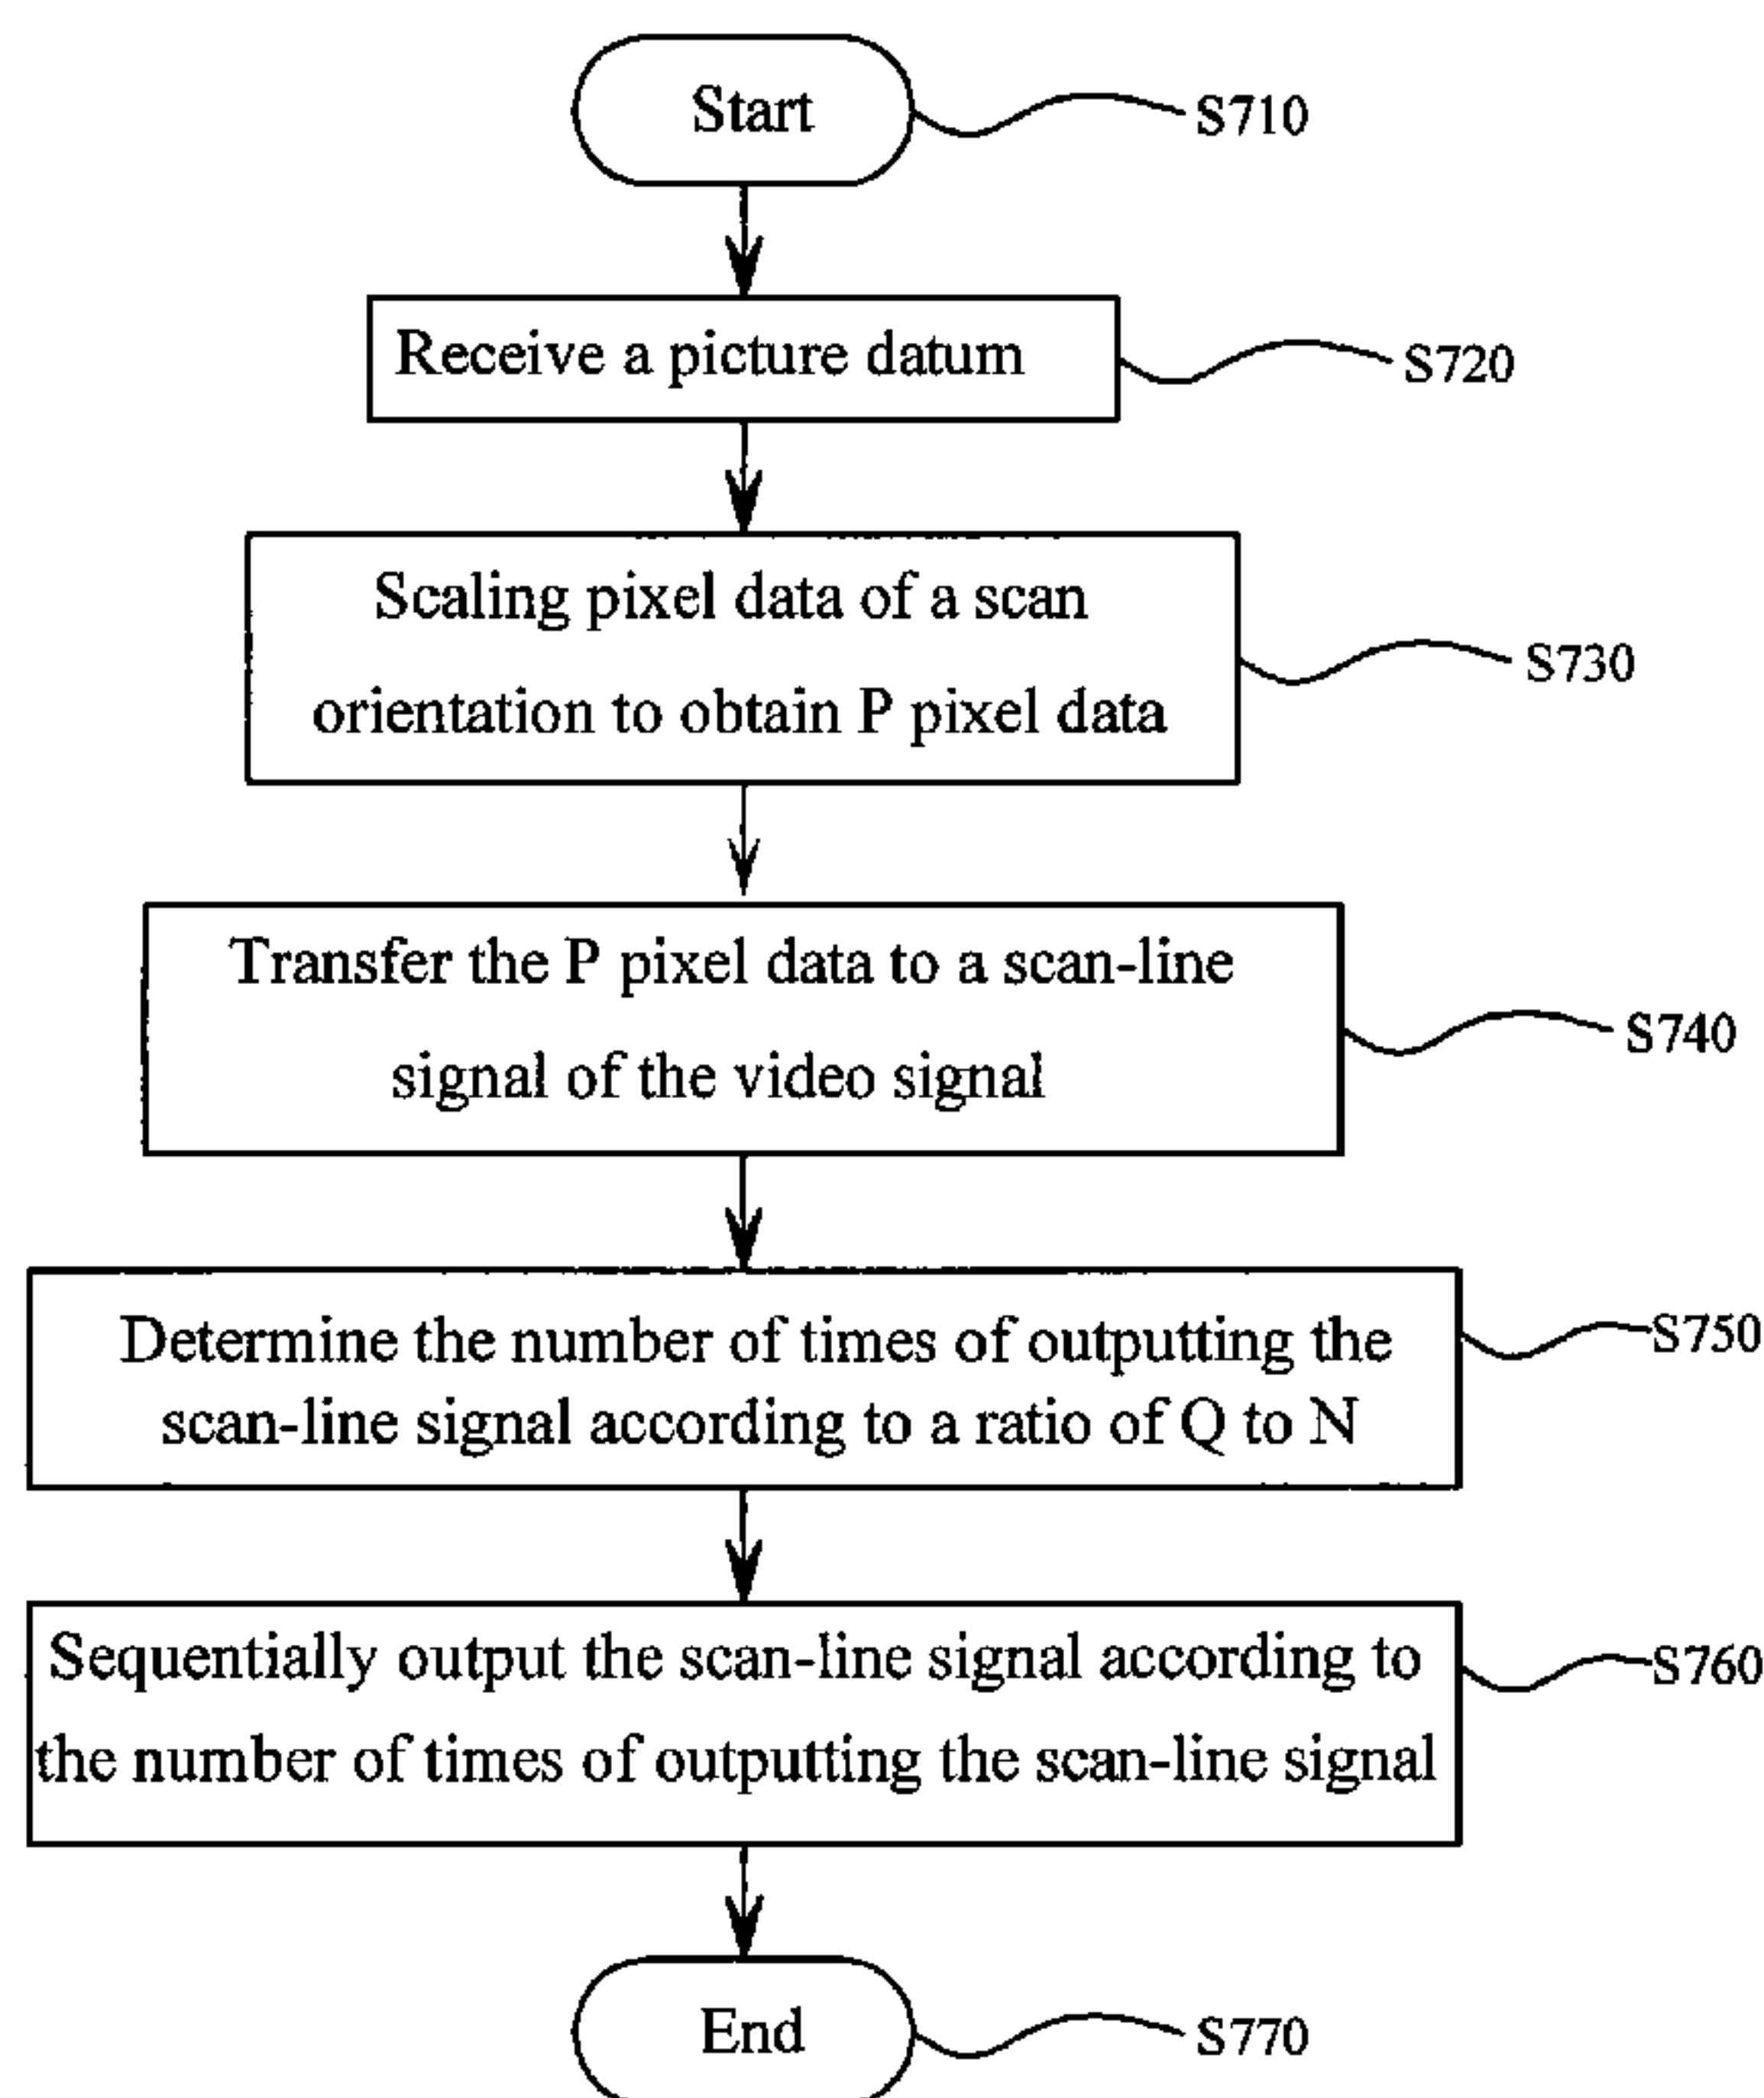 Start
S710
Receive a picture datum
S720
Scaling pixel data of a scan
orientation to obtain P pixel data
S730
Transfer the P pixel data to a scan-line
signal of the video signal
S740
Determine the number of times of outputting the
scan-line signal according to a ratio of Q to N
S750
Sequentially output the scan-line signal according to
the number of times of outputting the scan-line signal
S760
End
S770